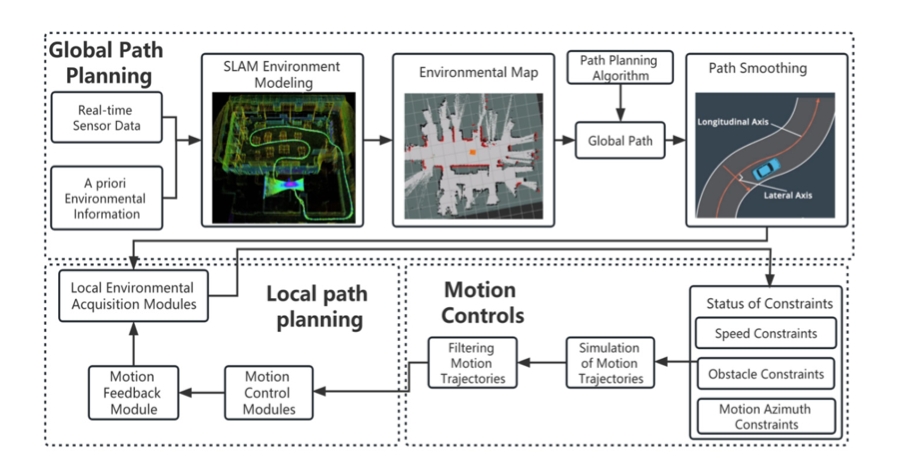 Global Path
Planning
Real-time
Sensor Data
A priori
Environmental
Information
SLAM Environment
Modeling
Environmental Map
Path Planning
Algorithm
Global Path
Path Smoothing
Longitudinal Axis
Lateral Axis
Local Environmental
Acquisition Modules
Local path
planning
Motion
Feedback
Module
Motion
Control
Modules
Motion
Controls
Filtering
Motion
Trajectories
Simulation
of Motion
Trajectories
Status of Constraints
Speed Constraints
Obstacle Constraints
Motion Azimuth
Constraints